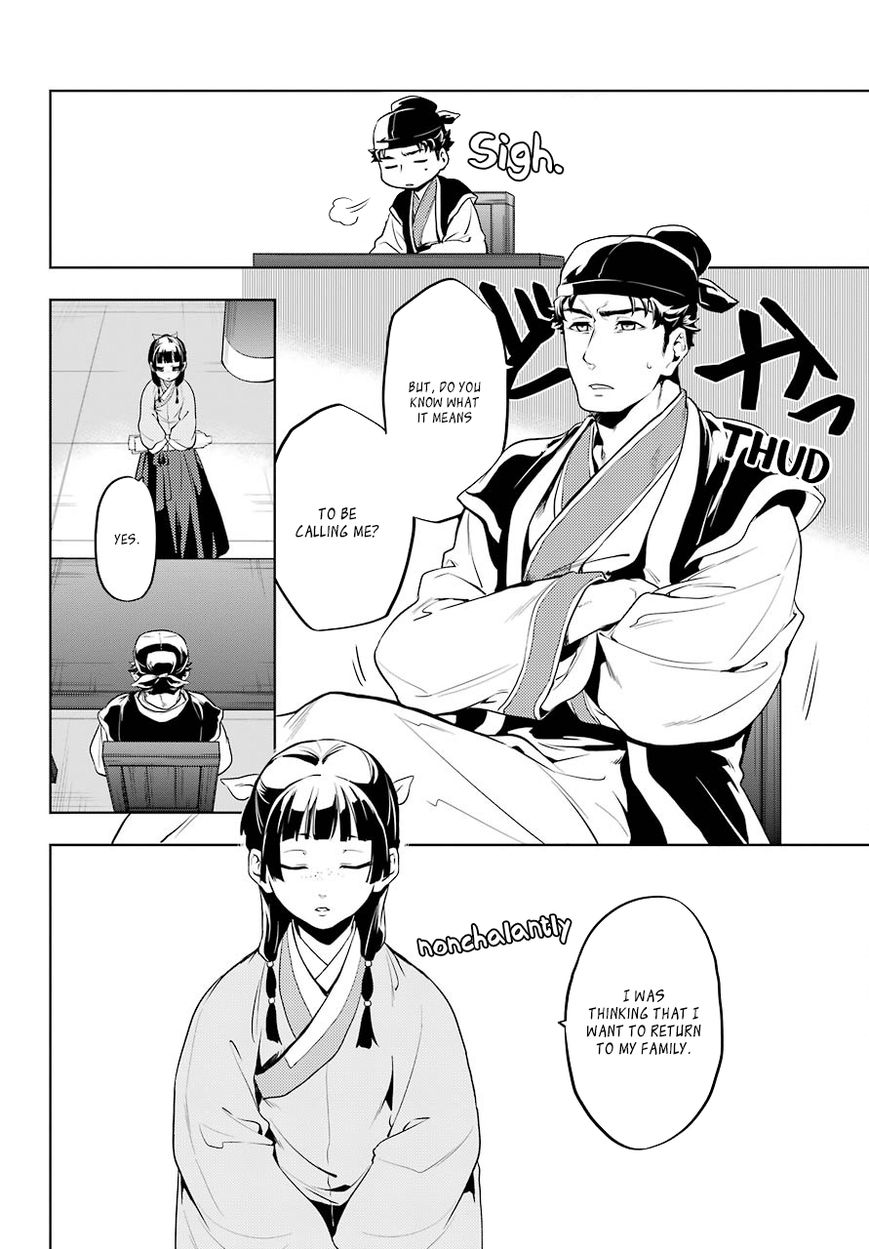 Sigh.
BUT, DO YOU
KNOW WHAT
IT MEANS
TO BE
CALLING ME?
THUD
YES.
nonchalantly
I WAS
THINKING THAT I
WANT TO RETURN
TO MY FAMILY.